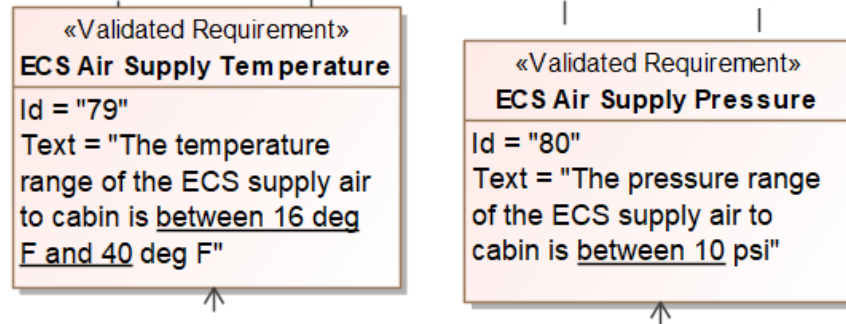 «Validated Requirement»
ECS Air Supply Temperature
Id = "79"
Text = "The temperature
range of the ECS supply air
to cabin is between 16 deg
F and 40 deg F"
«Validated Requirement»
ECS Air Supply Pressure
Id = "80"
Text = "The pressure range
of the ECS supply air to
cabin is between 10 psi"